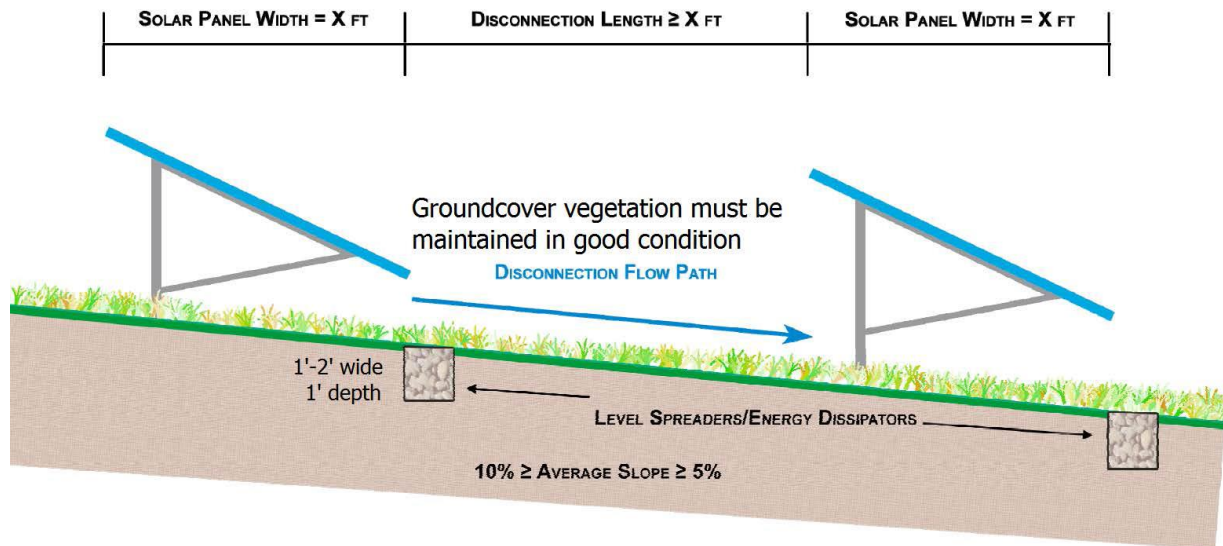 SOLAR PANEL WIDTH = X FT
DISCONNECTION LENGTH ≥ X FT
SOLAR PANEL WIDTH = X FT
Groundcover vegetation must be
maintained in good condition
DISCONNECTION FLOW PATH
1'-2' wide
1' depth
LEVEL SPREADERS/ENERGY DISSIPATORS
10% ≥ AVERAGE SLOPE ≥ 5%